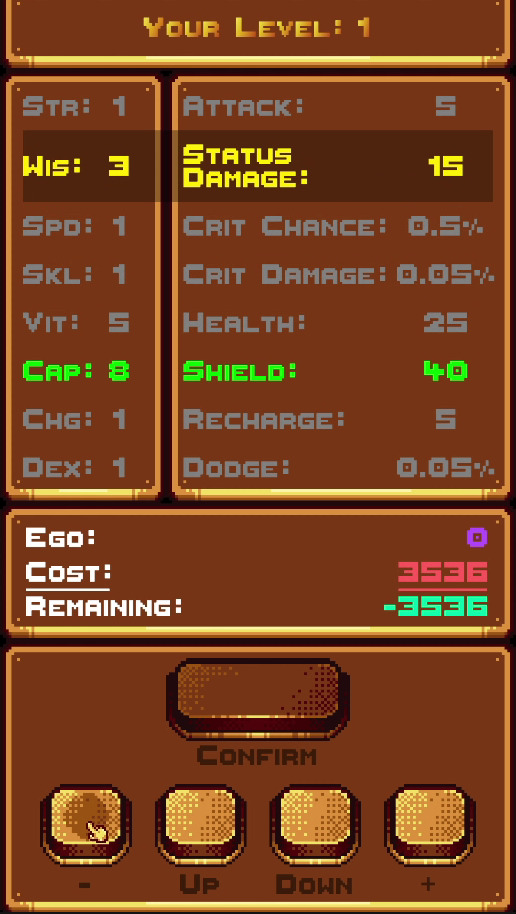 Your Level: 1
Str: 1 Attack: 5
Wis: 3 Status Damage: 15
Spd: 1 Crit Chance: 0.5%
Skl: 1 Crit Damage: 0.05%
Vit: 5 Health: 25
Cap: 8 Shield: 40
Chg: 1 Recharge: 5
Dex: 1 Dodge: 0.05%
Ego: 0
Cost: 3536
Remaining: -3536
Confirm
- Up Down +